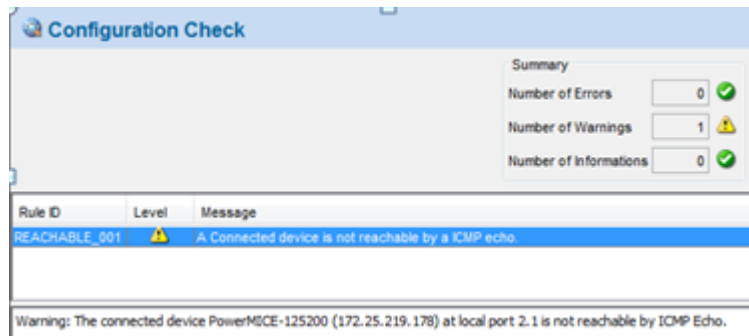 Configuration Check
Summary
Number of Errors 0
Number of Warnings 1
Number of Informations 0
Rule ID Level Message
REACHABLE_001 A Connected device is not reachable by a ICMP echo.
Warning: The connected device PowerMICE-125200 (172.25.219.178) at local port 2.1 is not reachable by ICMP Echo.